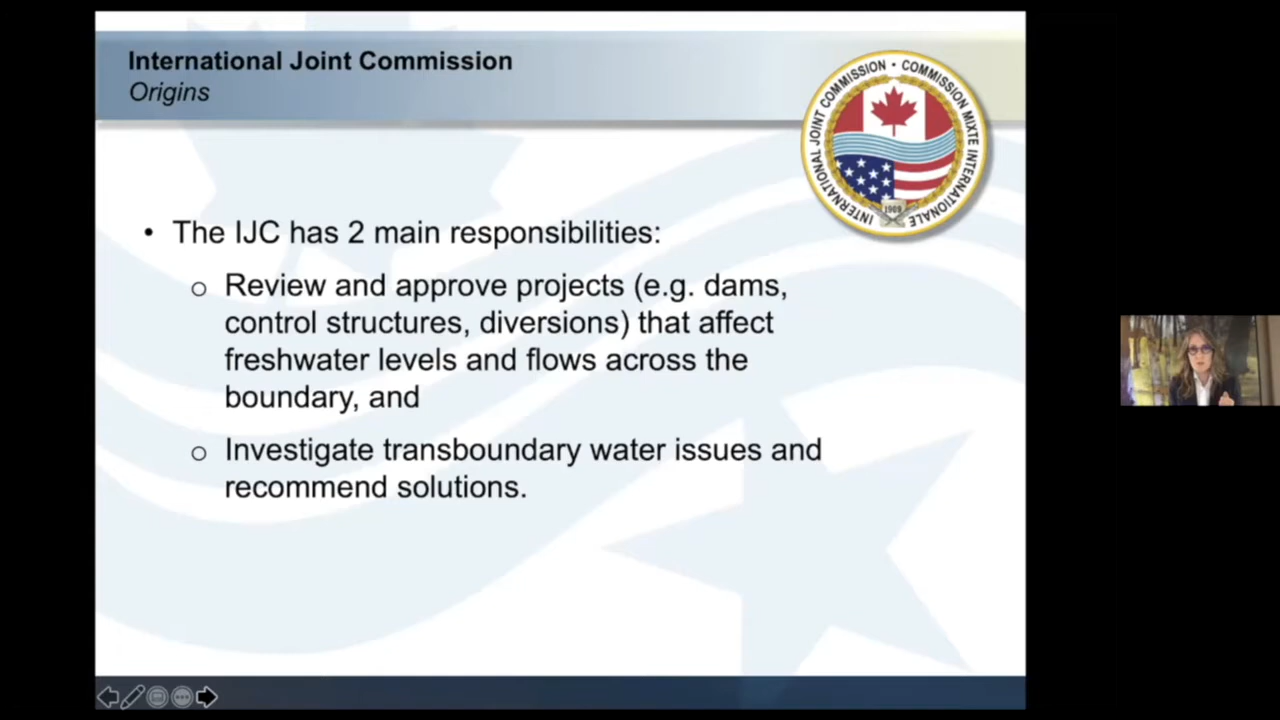 International Joint Commission
Origins
INTERNATIONAL JOINT COMMISSION • COMMISSION MIXTE INTERNATIONALE
1909
• The IJC has 2 main responsibilities:
o Review and approve projects (e.g. dams,
control structures, diversions) that affect
freshwater levels and flows across the
boundary, and
o Investigate transboundary water issues and
recommend solutions.